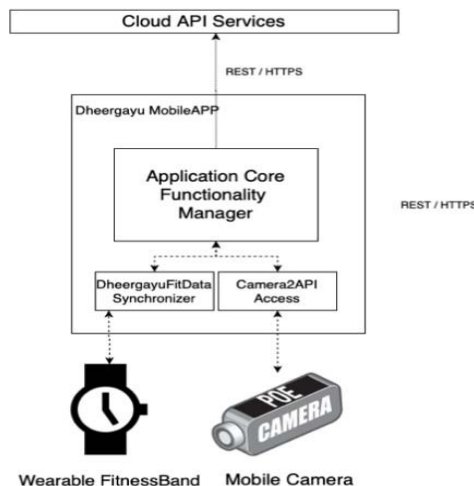 Cloud API Services
REST / HTTPS
Dheergayu MobileAPP
Application Core
Functionality
Manager
REST / HTTPS
DheergayuFitData
Synchronizer
Camera2API
Access
POE
CAMERA
Wearable FitnessBand
Mobile Camera